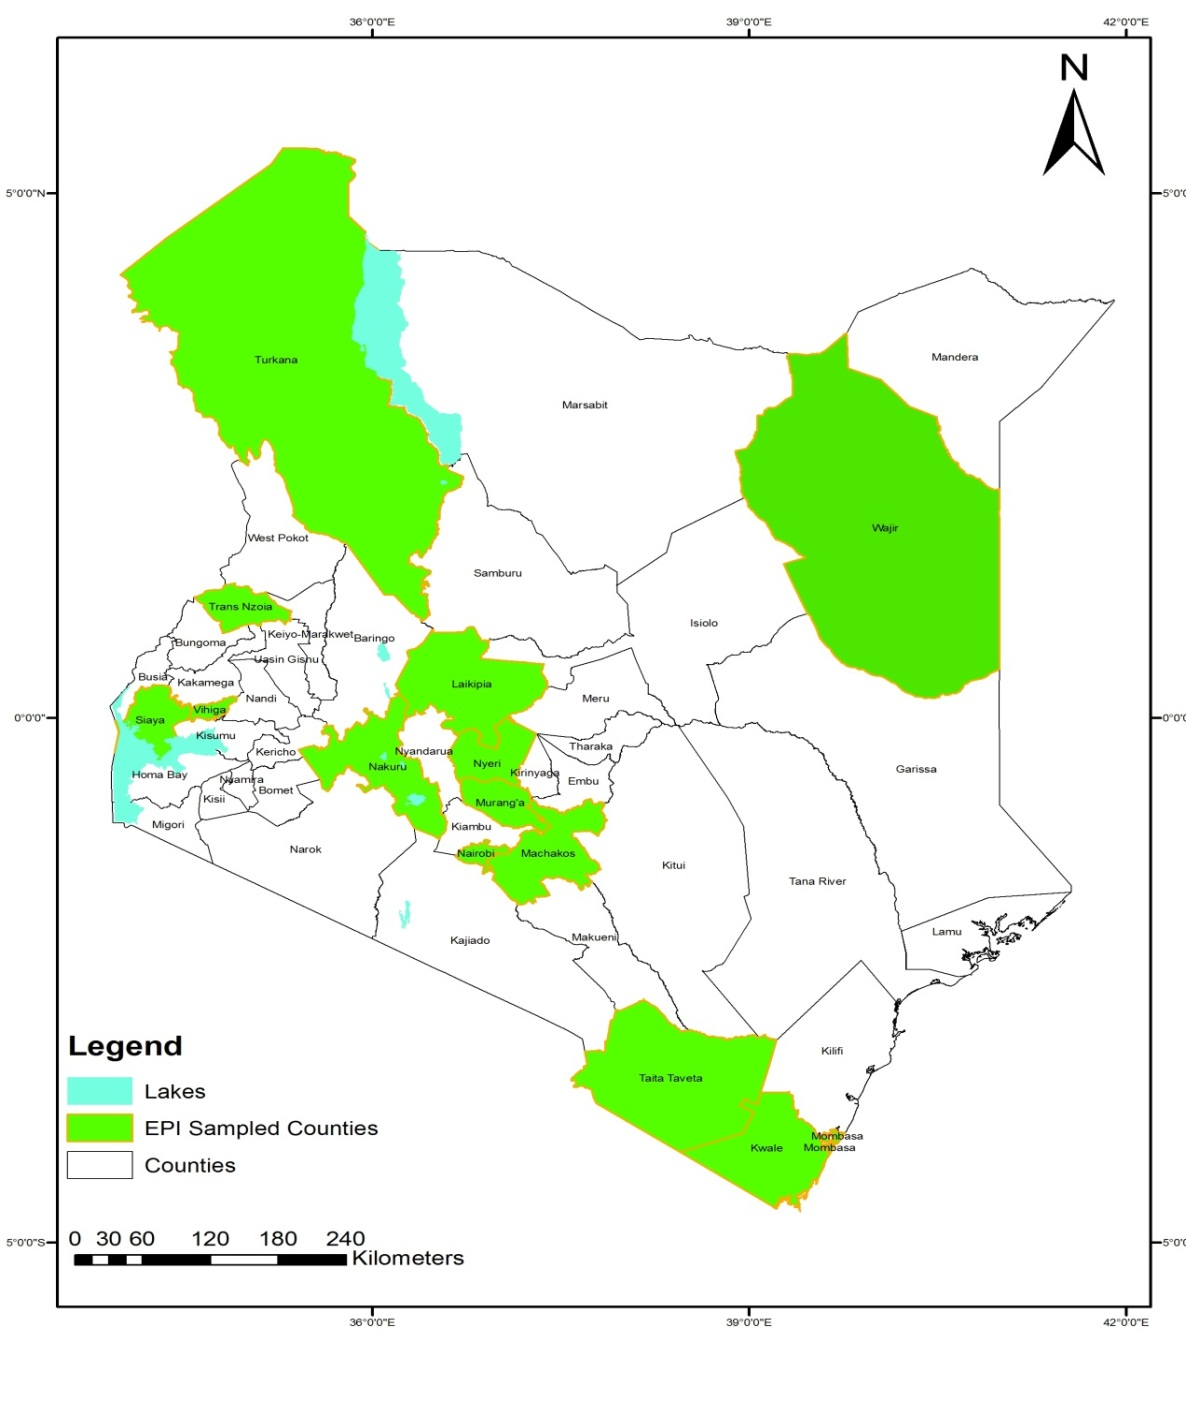 36°0'0"E 39°0'0"E 42°0'0"E
N
5°0'0"N
5°0'0
Turkana
Mandera
Marsabit
Wajir
West Pokot
Samburu
Trans Nzoia
Isiolo
Keiyo-Marakwet
Baringo
Bungoma
Uasin Gishu
Busia
Kakamega
Laikipia
Nandi
Meru
Vihiga
0°0'0"
0°0'0
Siaya
Kisumu
Tharaka
Kericho
Nyandarua
Nyeri
Nakuru
Garissa
Kirinyaga
Homa Bay
Nyamira
Embu
Bomet
Kisii
Murang'a
Migori
Kiambu
Narok
Nairobi
Machakos
Kitui
Tana River
Lamu
Makueni
Kajiado
Kilifi
Taita Taveta
Mombasa
Kwale
Mombasa
Legend
Lakes
EPI Sampled Counties
Counties
0 30 60 120 180 240
Kilometers
5°0'0"S
5°0'0
36°0'0"E 39°0'0"E 42°0'0"E